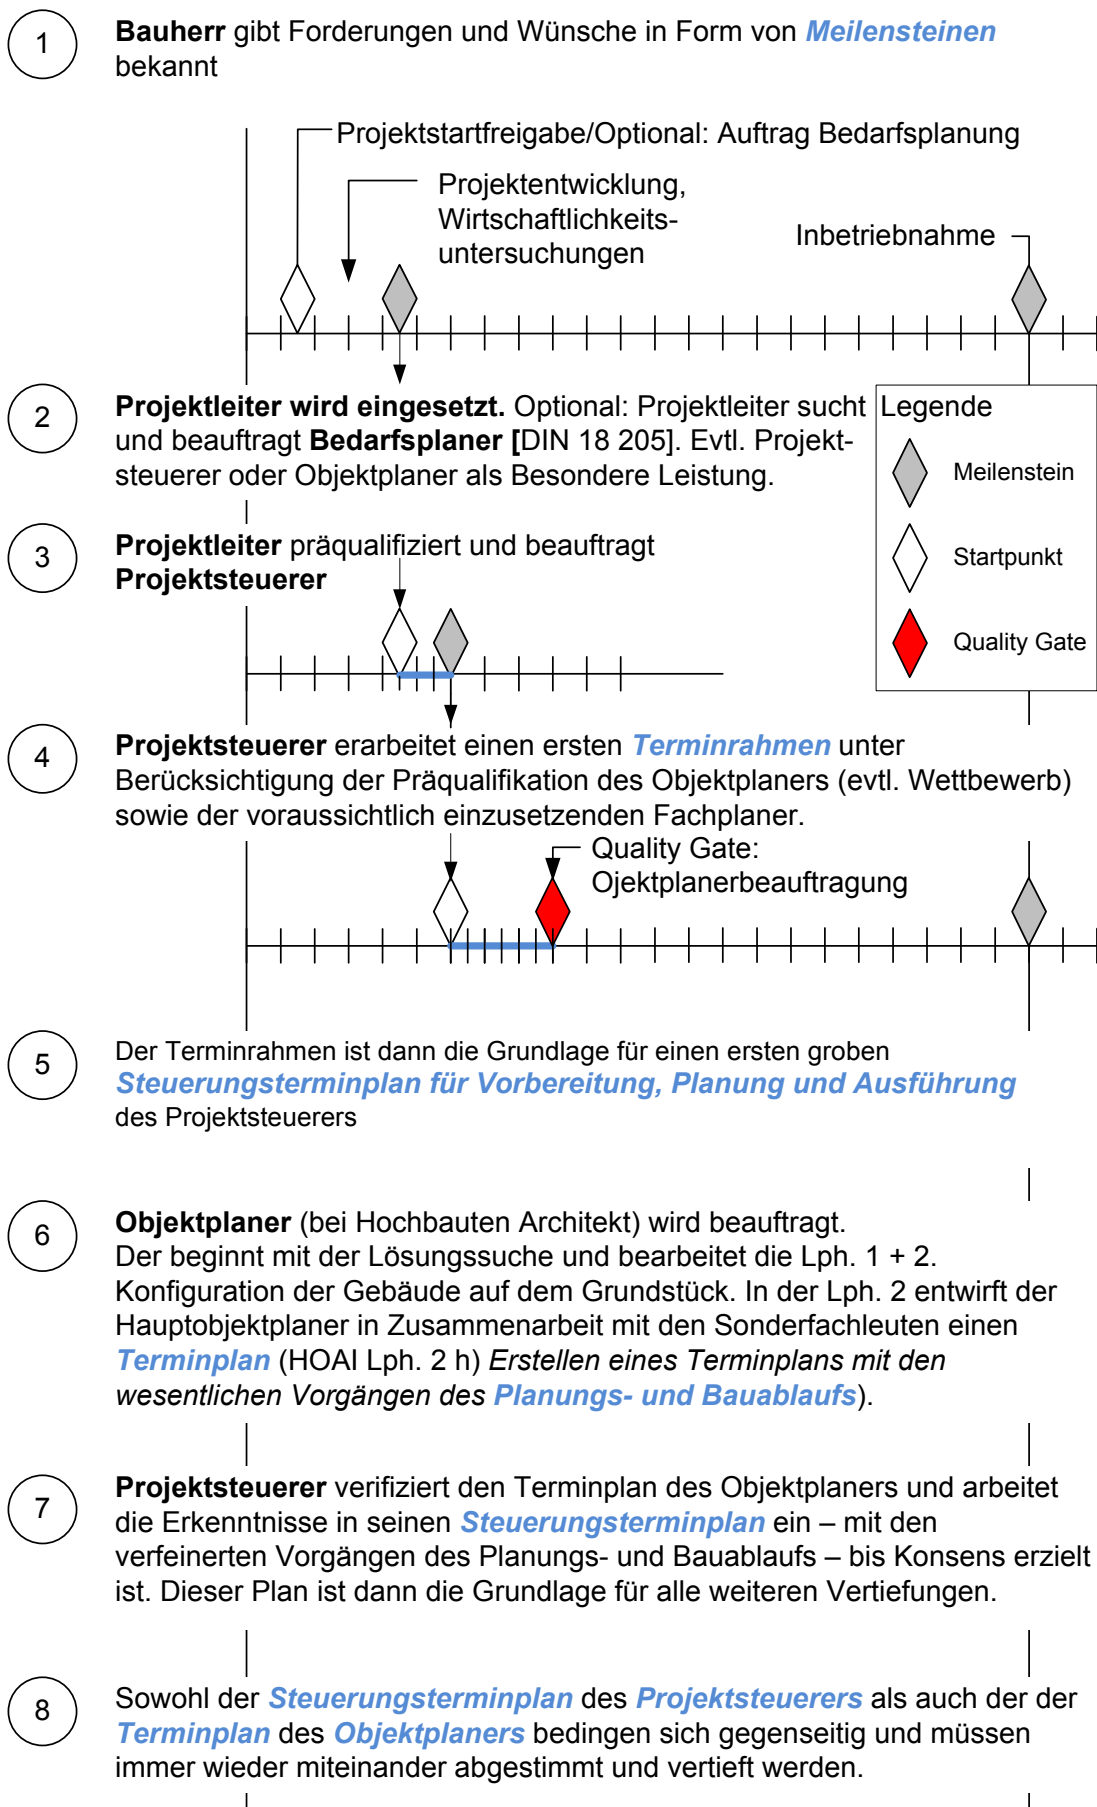 1
Bauherr gibt Forderungen und Wünsche in Form von Meilensteinen
bekannt
Projektstartfreigabe/Optional: Auftrag Bedarfsplanung
Projektentwicklung,
Wirtschaftlichkeits-
untersuchungen
Inbetriebnahme
2
Projektleiter wird eingesetzt. Optional: Projektleiter sucht
und beauftragt Bedarfsplaner [DIN 18 205]. Evtl. Projekt-
steuerer oder Objektplaner als Besondere Leistung.
Legende
Meilenstein
Startpunkt
Quality Gate
3
Projektleiter präqualifiziert und beauftragt
Projektsteuerer
4
Projektsteuerer erarbeitet einen ersten Terminrahmen unter
Berücksichtigung der Präqualifikation des Objektplaners (evtl. Wettbewerb)
sowie der voraussichtlich einzusetzenden Fachplaner.
Quality Gate:
Ojektplanerbeauftragung
5
Der Terminrahmen ist dann die Grundlage für einen ersten groben
Steuerungsterminplan für Vorbereitung, Planung und Ausführung
des Projektsteuerers
6
Objektplaner (bei Hochbauten Architekt) wird beauftragt.
Der beginnt mit der Lösungssuche und bearbeitet die Lph. 1 + 2.
Konfiguration der Gebäude auf dem Grundstück. In der Lph. 2 entwirft der
Hauptobjektplaner in Zusammenarbeit mit den Sonderfachleuten einen
Terminplan (HOAI Lph. 2 h) Erstellen eines Terminplans mit den
wesentlichen Vorgängen des Planungs- und Bauablaufs).
7
Projektsteuerer verifiziert den Terminplan des Objektplaners und arbeitet
die Erkenntnisse in seinen Steuerungsterminplan ein – mit den
verfeinerten Vorgängen des Planungs- und Bauablaufs – bis Konsens erzielt
ist. Dieser Plan ist dann die Grundlage für alle weiteren Vertiefungen.
8
Sowohl der Steuerungsterminplan des Projektsteuerers als auch der der
Terminplan des Objektplaners bedingen sich gegenseitig und müssen
immer wieder miteinander abgestimmt und vertieft werden.